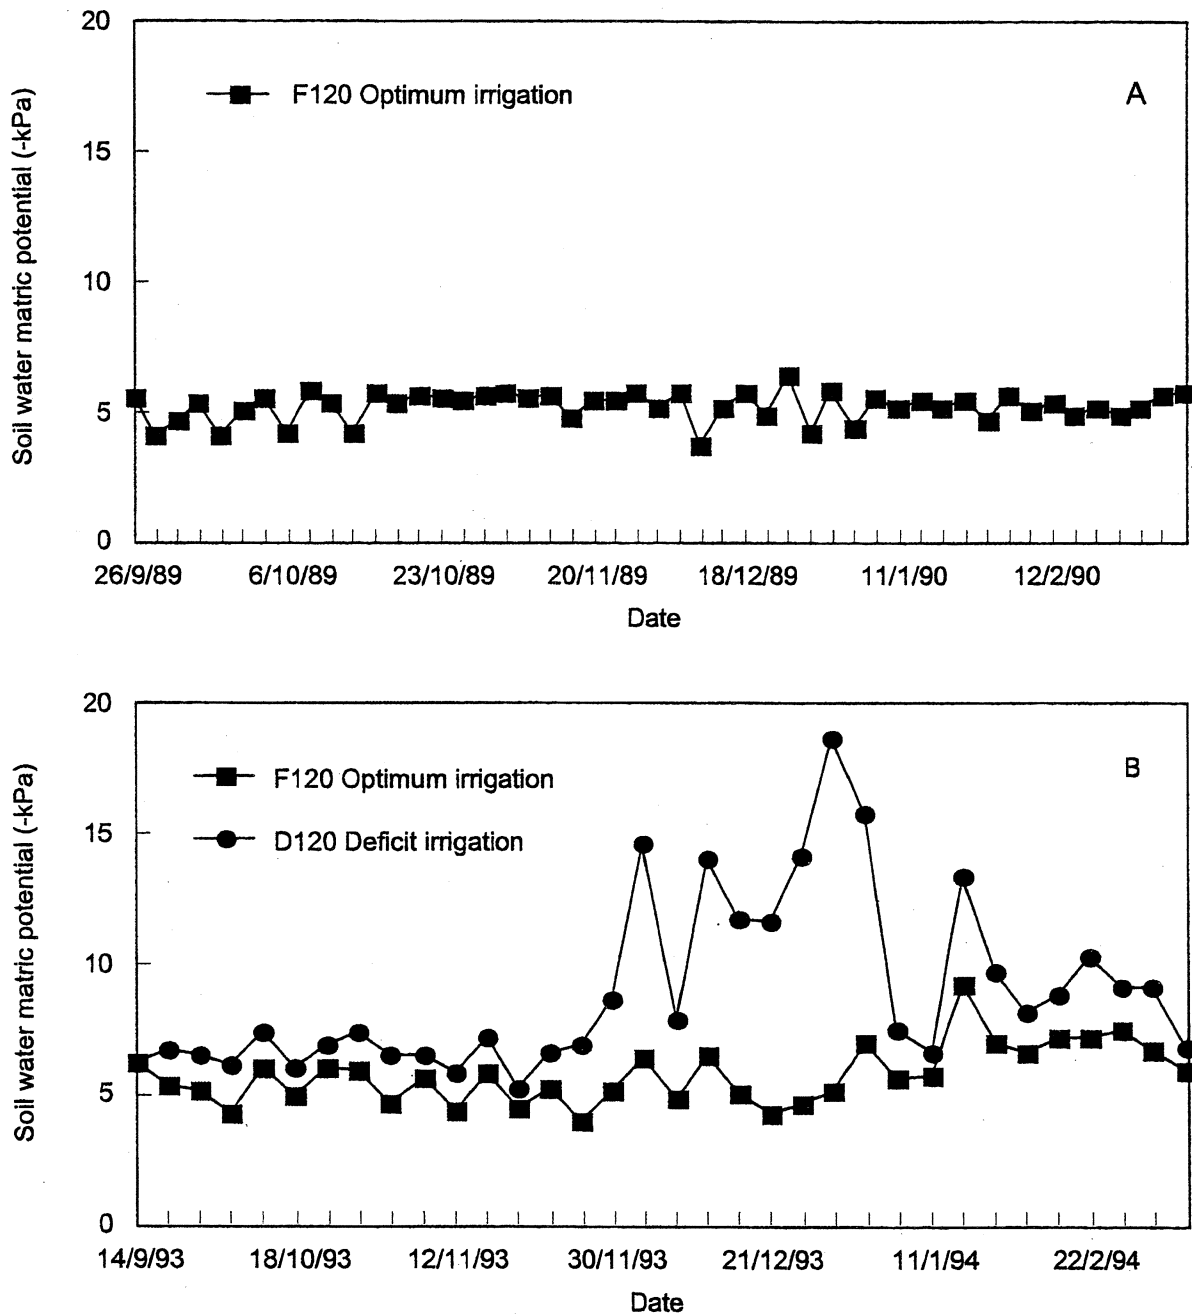 20
F120 Optimum irrigation
A
15
10
5
0
Soil water matric potential (-kPa)
26/9/89 6/10/89 23/10/89 20/11/89 18/12/89 11/1/90 12/2/90
Date
20
F120 Optimum irrigation
B
D120 Deficit irrigation
15
10
5
0
Soil water matric potential (-kPa)
14/9/93 18/10/93 12/11/93 30/11/93 21/12/93 11/1/94 22/2/94
Date